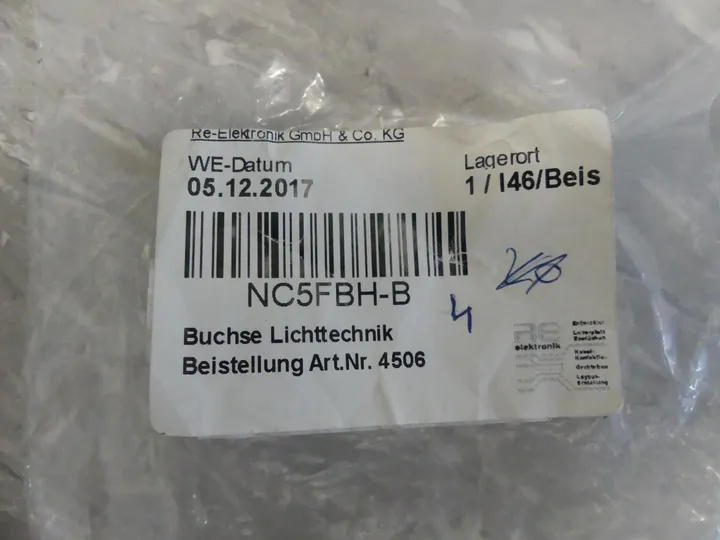 Re-Elektronik GmbH & Co. KG
WE-Datum
Lagerort
05.12.2017
1 / I46/Beis
NC5FBH-B
4
Buchse Lichttechnik
Beistellung Art.Nr. 4506
RE
elektronik